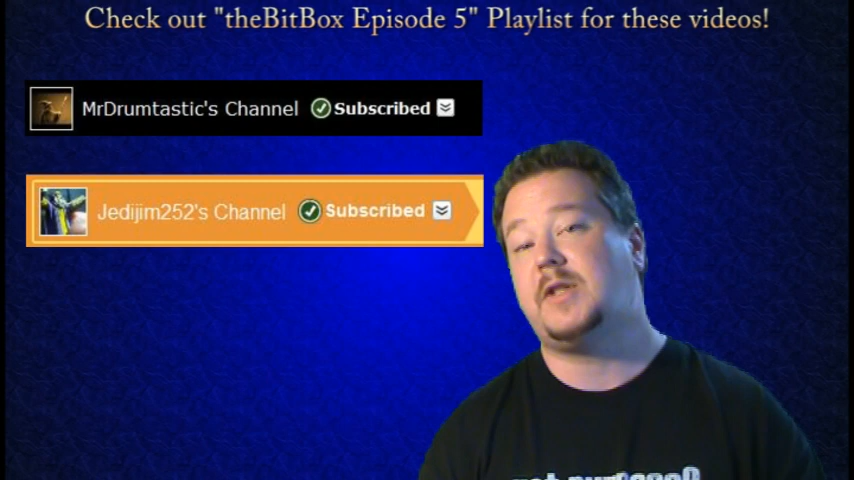 Check out "theBitBox Episode 5" Playlist for these videos!
MrDrumtastic's Channel Subscribed
Jedijim252's Channel Subscribed